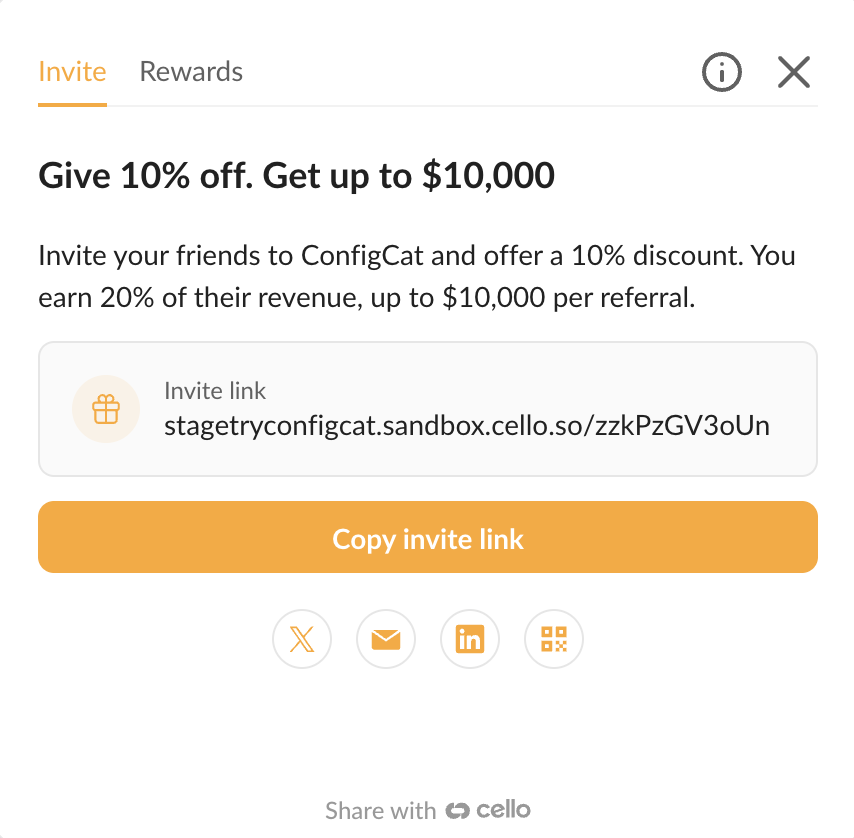 Invite
Rewards
Give 10% off. Get up to $10,000
Invite your friends to ConfigCat and offer a 10% discount. You
earn 20% of their revenue, up to $10,000 per referral.
Invite link
stagetryconfigcat.sandbox.cello.so/zzkPzGV3oUn
Copy invite link
Share with cello